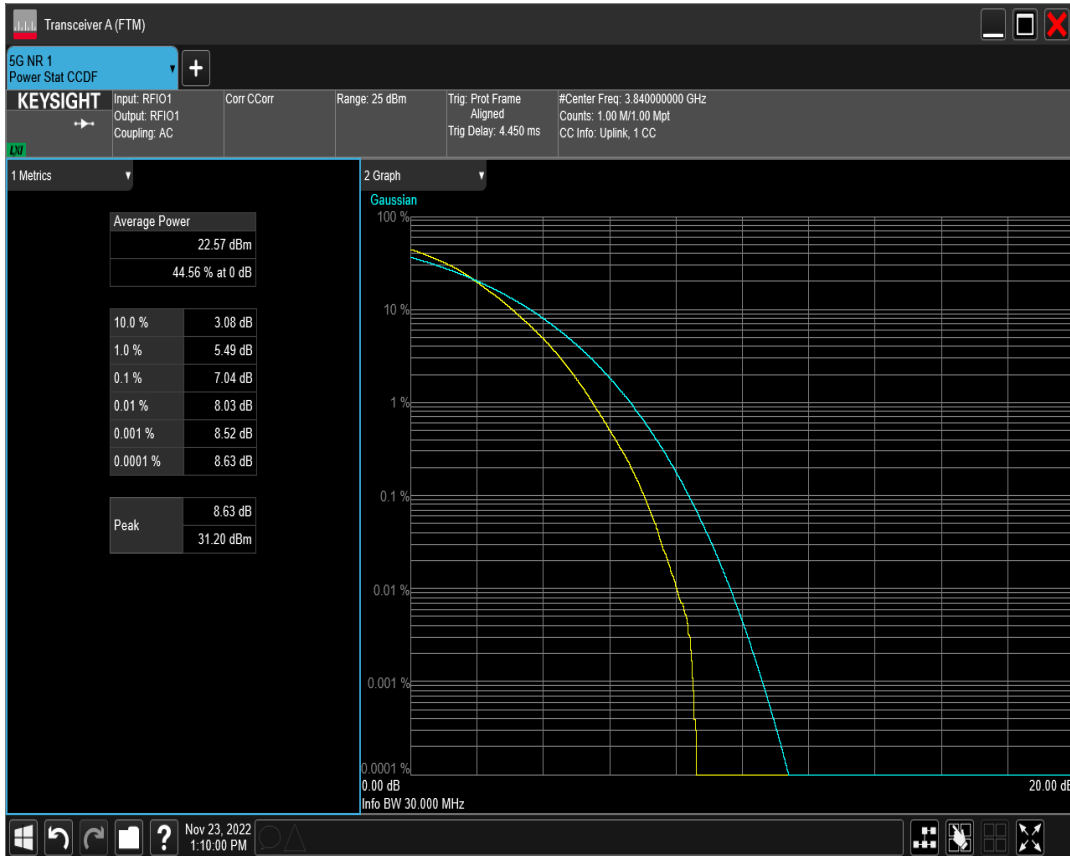 Transceiver A (FTM)
5G NR 1
Power Stat CCDF
+
KEYSIGHT
LXI
Input: RFIO1
Output: RFIO1
Coupling: AC
Corr CCorr
Range: 25 dBm
Trig: Prot Frame
Aligned
Trig Delay: 4.450 ms
#Center Freq: 3.840000000 GHz
Counts: 1.00 M/1.00 Mpt
CC Info: Uplink, 1 CC
1 Metrics
Average Power
22.57 dBm
44.56 % at 0 dB
10.0 % 3.08 dB
1.0 % 5.49 dB
0.1 % 7.04 dB
0.01 % 8.03 dB
0.001 % 8.52 dB
0.0001 % 8.63 dB
Peak
8.63 dB
31.20 dBm
2 Graph
Gaussian
100 %
10 %
1 %
0.1 %
0.01 %
0.001 %
0.0001 %
0.00 dB
20.00 dB
Info BW 30.000 MHz
?
Nov 23, 2022
1:10:00 PM